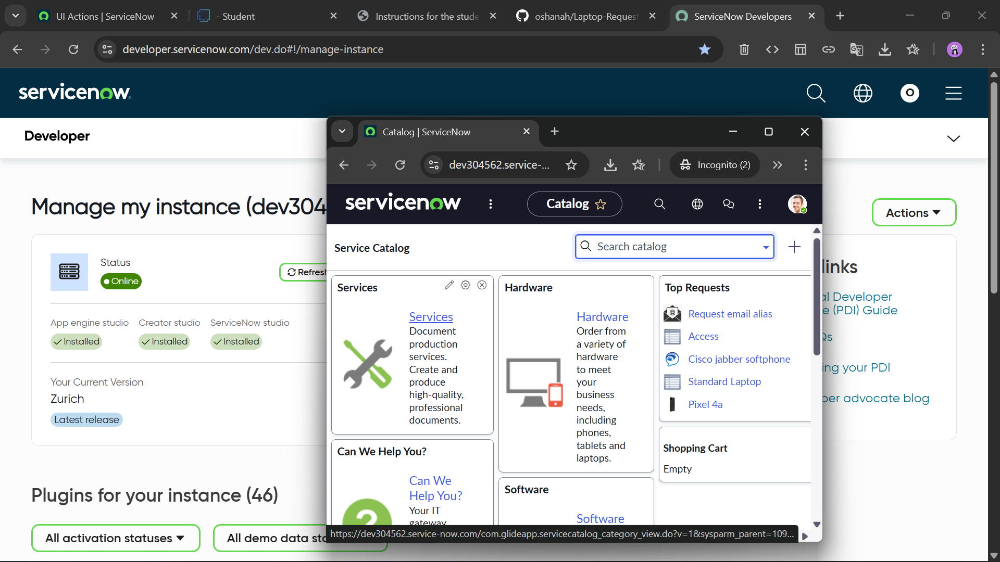 UI Actions | ServiceNow
- Student
Instructions for the stude
oshanah/Laptop-Request
ServiceNow Developers
developer.servicenow.com/dev.do#!/manage-instance
servicenow
O
Developer
Manage my instance (dev304
Actions
Status
Online
Refresh
App engine studio
Creator studio
ServiceNow studio
Installed
Installed
Installed
Your Current Version
Zurich
Latest release
Plugins for your instance (46)
All activation statuses
All demo data sta
links
al Developer
e (PDI) Guide
Qs
ing your PDI
per advocate blog
Catalog | ServiceNow
dev304562.service-...
Incognito (2)
servicenow
Catalog
Service Catalog
Search catalog
Services
Services
Document
production
services.
Create and
produce
high-quality,
professional
documents.
Can We Help You?
Can We
Help You?
Your IT
gateway
Hardware
Hardware
Order from
a variety of
hardware
to meet
your
business
needs,
including
phones,
tablets and
laptops.
Software
Software
Top Requests
Request email alias
Access
Cisco jabber softphone
Standard Laptop
Pixel 4a
Shopping Cart
Empty
https://dev304562.service-now.com/com.glideapp.servicecatalog_category_view.do?v=1&sysparm_parent=109...